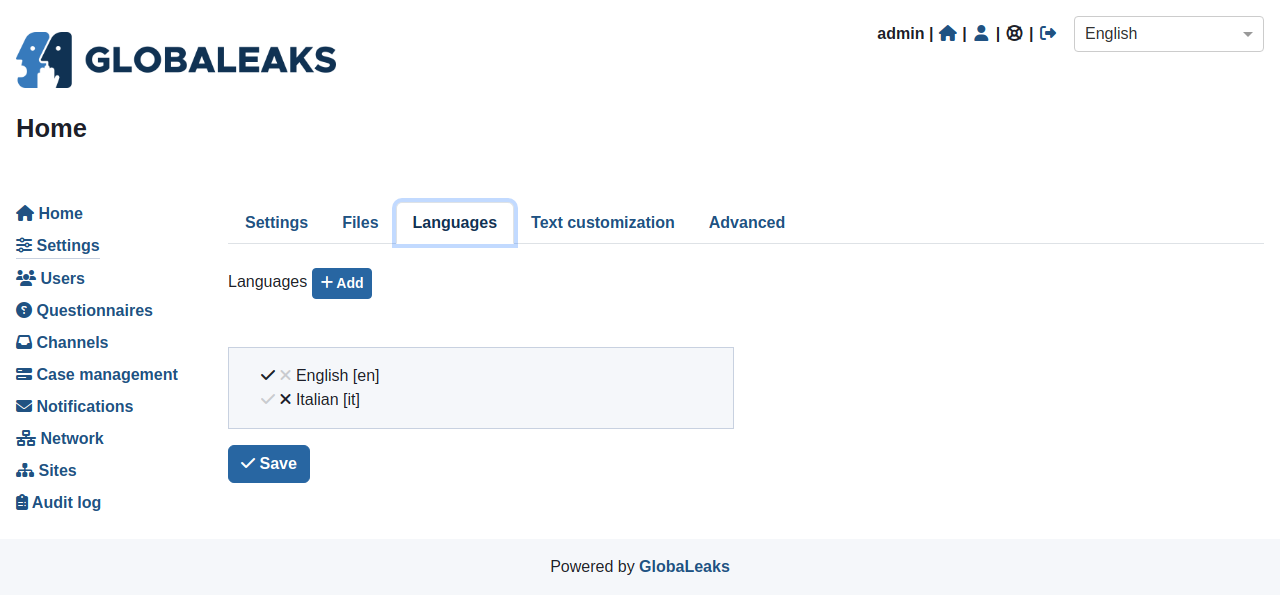 admin | | | |
English
GLOBALEAKS
Home
Home
Settings
Users
Questionnaires
Channels
Case management
Notifications
Network
Sites
Audit log
Settings Files Languages Text customization Advanced
Languages + Add
English [en]
Italian [it]
Save
Powered by GlobaLeaks